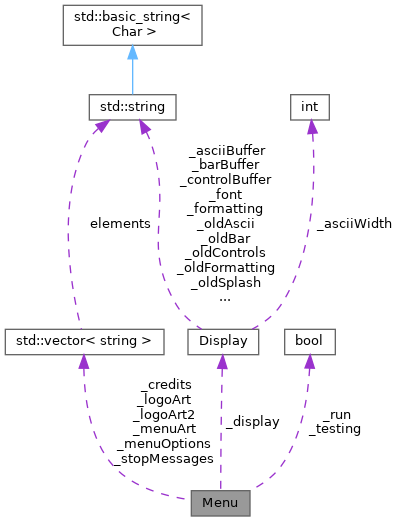 std::basic_string<
Char >
std::string
int
_asciiBuffer
_barBuffer
_controlBuffer
_font
_formatting
_oldAscii
_oldBar
_oldControls
_oldFormatting
_oldSplash
...
elements
_asciiWidth
std::vector< string >
Display
bool
_credits
_logoArt
_logoArt2
_menuArt
_menuOptions
_stopMessages
_display
_run
_testing
Menu